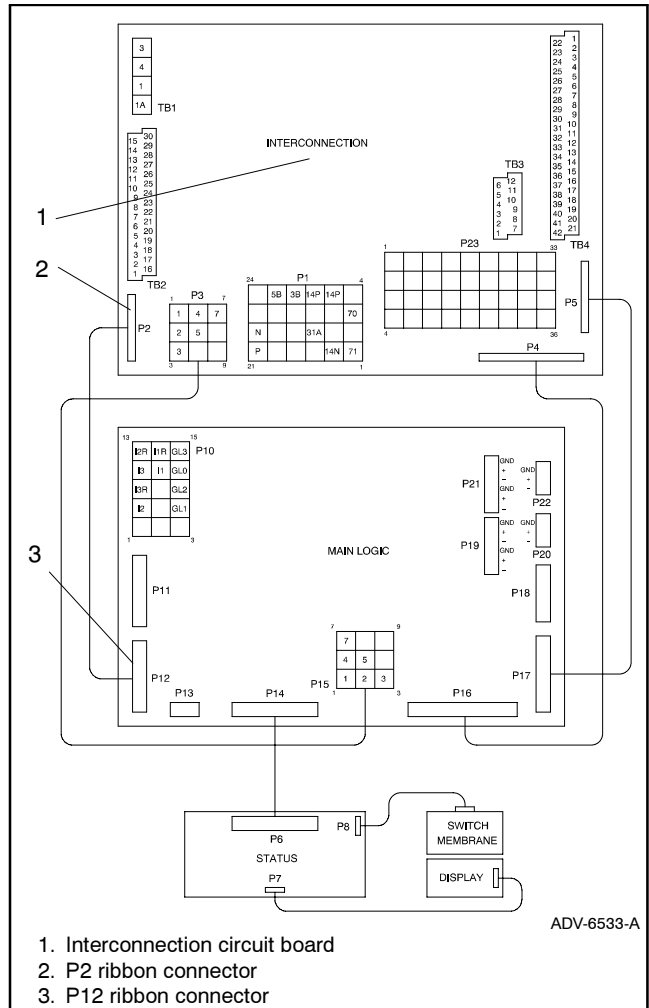 3
4
1
1A TB1
INTERCONNECTION
1
15 30
14 29
13 28
12 27
11 26
10 25
9 24
8 23
7 22
6 21
5 20
4 19
3 18
2 17
1 16
TB2
TB3
6 12
5 11
4 10
3 9
2 8
1 7
22 1
23 2
24 3
25 4
26 5
27 6
28 7
29 8
30 9
31 10
32 11
33 12
34 13
35 14
36 15
37 16
38 17
39 18
40 19
41 20
42 21
TB4
2
P2
P3
1 7
1 4 7
2 5
3
3 9
P1
24 4
5B 3B 14P 14P
70
N 31A
P 14N 71
21 1
P23
1 33
4 36
P5
P4
13 15
I2R I1R GL3 P10
I3 I1 GL0
I3R GL2
I2 GL1
1 3
MAIN LOGIC
P21
GND
+
-
GND
+
-
GND
+
-
P22
P19
GND
+
-
GND
+
-
GND
+
-
P20
3
P11
P18
P12
P13
P14
P15
7 9
7
4 5
1 2 3
1 3
P16
P17
P6
P8
STATUS
P7
SWITCH
MEMBRANE
DISPLAY
ADV-6533-A
1. Interconnection circuit board
2. P2 ribbon connector
3. P12 ribbon connector